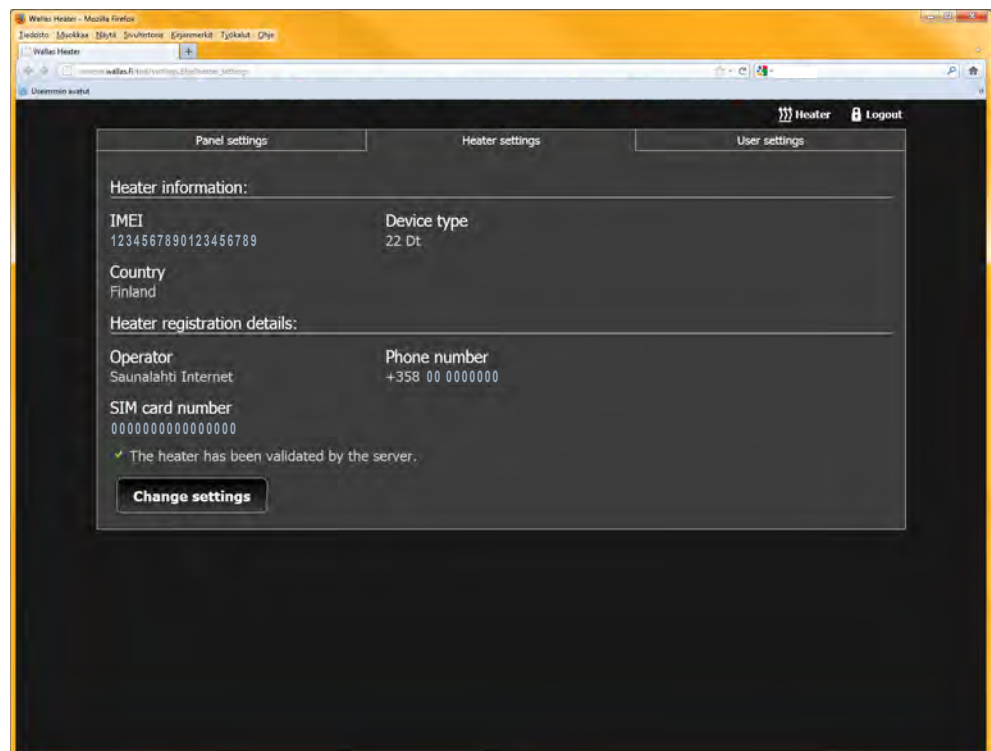 Wallas Heater - Mozilla Firefox
Tiedosto Muokkaa Näytä Sivuhistoria Kirjanmerkit Työkalut Ohje
Wallas Heater
Useimmin avatut
Heater Logout
Panel settings Heater settings User settings
Heater information:
IMEI Device type
1234567890123456789 22 Dt
Country
Finland
Heater registration details:
Operator Phone number
Saunalahti Internet +358 00 0000000
SIM card number
0000000000000000
The heater has been validated by the server.
Change settings